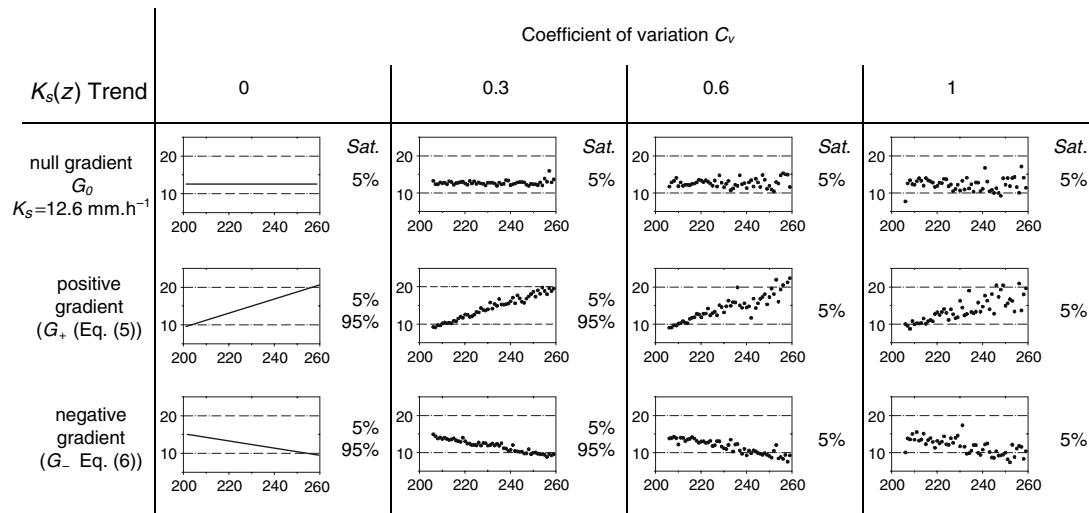 Coefficient of variation Cv
Ks(z) Trend 0 0.3 0.6 1
null gradient
G0
Ks=12.6 mm.h−1
20
10
200 220 240 260
Sat.
5%
20
10
200 220 240 260
Sat.
5%
20
10
200 220 240 260
Sat.
5%
20
10
200 220 240 260
Sat.
5%
positive
gradient
(G+ (Eq. (5))
20
10
200 220 240 260
5%
95%
20
10
200 220 240 260
5%
95%
20
10
200 220 240 260
5%
20
10
200 220 240 260
5%
negative
gradient
(G− Eq. (6))
20
10
200 220 240 260
5%
95%
20
10
200 220 240 260
5%
95%
20
10
200 220 240 260
5%
20
10
200 220 240 260
5%